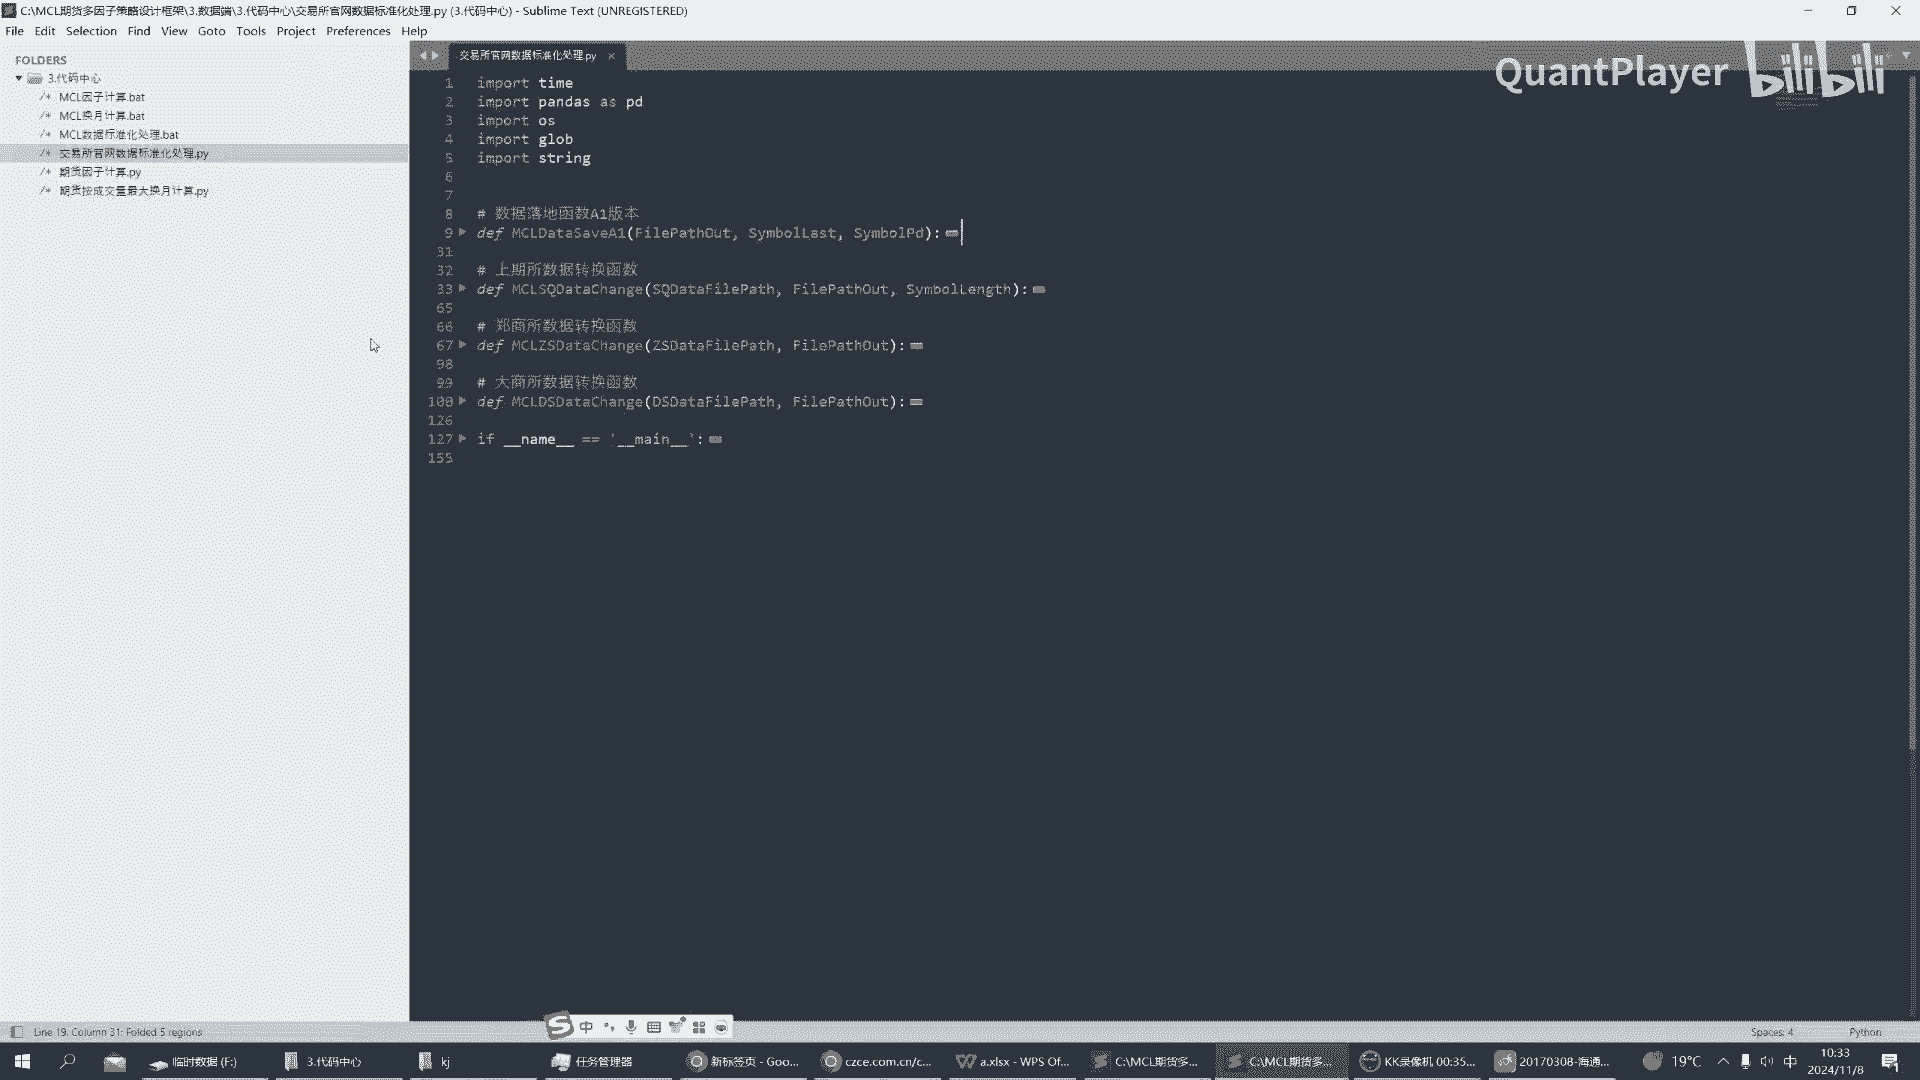 C:\MCL期货多因子策略设计框架\3.数据端\3.代码中心\交易所官网数据标准化处理.py (3.代码中心) - Sublime Text (UNREGISTERED)
File Edit Selection Find View Goto Tools Project Preferences Help
FOLDERS
3.代码中心
MCL因子计算.bat
MCL换月计算.bat
MCL数据标准化处理.bat
交易所官网数据标准化处理.py
期货因子计算.py
期货按成交量最大换月计算.py
交易所官网数据标准化处理.py
QuantPlayer bilibili
1 import time
2 import pandas as pd
3 import os
4 import glob
5 import string
6
7
8 # 数据落地函数A1版本
9 def MCLDataSaveA1(FilePathOut, SymbolLast, SymbolPd):
31
32 # 上期所数据转换函数
33 def MCLSQDataChange(SQDataFilePath, FilePathOut, SymbolLength):
65
66 # 郑商所数据转换函数
67 def MCLZSDataChange(ZSDataFilePath, FilePathOut):
98
99 # 大商所数据转换函数
100 def MCLDSDataChange(DSDataFilePath, FilePathOut):
126
127 if __name__ == '__main__':
155
Line 19, Column 31; Folded 5 regions
中
Spaces: 4
Python
临时数据 (F:)
3.代码中心
kj
任务管理器
新标签页 - Goo...
czce.com.cn/c...
a.xlsx - WPS Of...
C:\MCL期货多...
C:\MCL期货多...
KK录像机 00:35...
20170308-海通...
19°C
中
10:33
2024/11/8